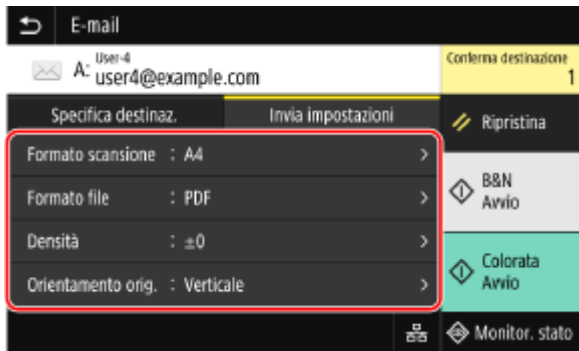 E-mail
User-4
A: user4@example.com
Conferma destinazione
1
Specifica destinaz.
Invia impostazioni
Ripristina
Formato scansione : A4
Formato file : PDF
Densità : ±0
Orientamento orig. : Verticale
B&N
Avvio
Colorata
Avvio
Monitor. stato